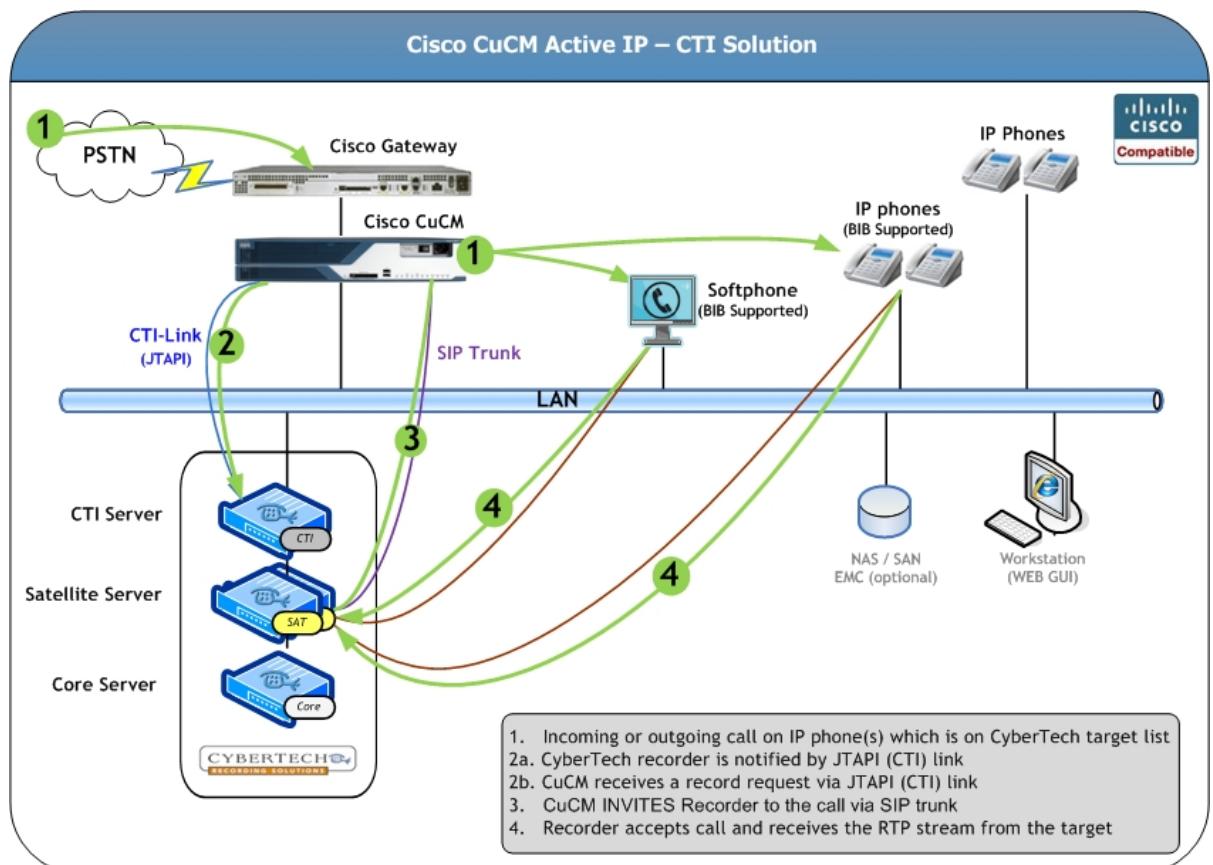 Cisco CuCM Active IP – CTI Solution
CISCO
Compatible
1
PSTN
Cisco Gateway
IP Phones
Cisco CuCM
1
IP phones
(BIB Supported)
Softphone
(BIB Supported)
CTI-Link
(JTAPI)
2
SIP Trunk
LAN
3
4
4
CTI Server
CTI
Satellite Server
SAT
Core Server
Core
NAS / SAN
EMC (optional)
Workstation
(WEB GUI)
CYBERTECH
RECORDING SOLUTIONS
1. Incoming or outgoing call on IP phone(s) which is on CyberTech target list
2a. CyberTech recorder is notified by JTAPI (CTI) link
2b. CuCM receives a record request via JTAPI (CTI) link
3. CuCM INVITES Recorder to the call via SIP trunk
4. Recorder accepts call and receives the RTP stream from the target